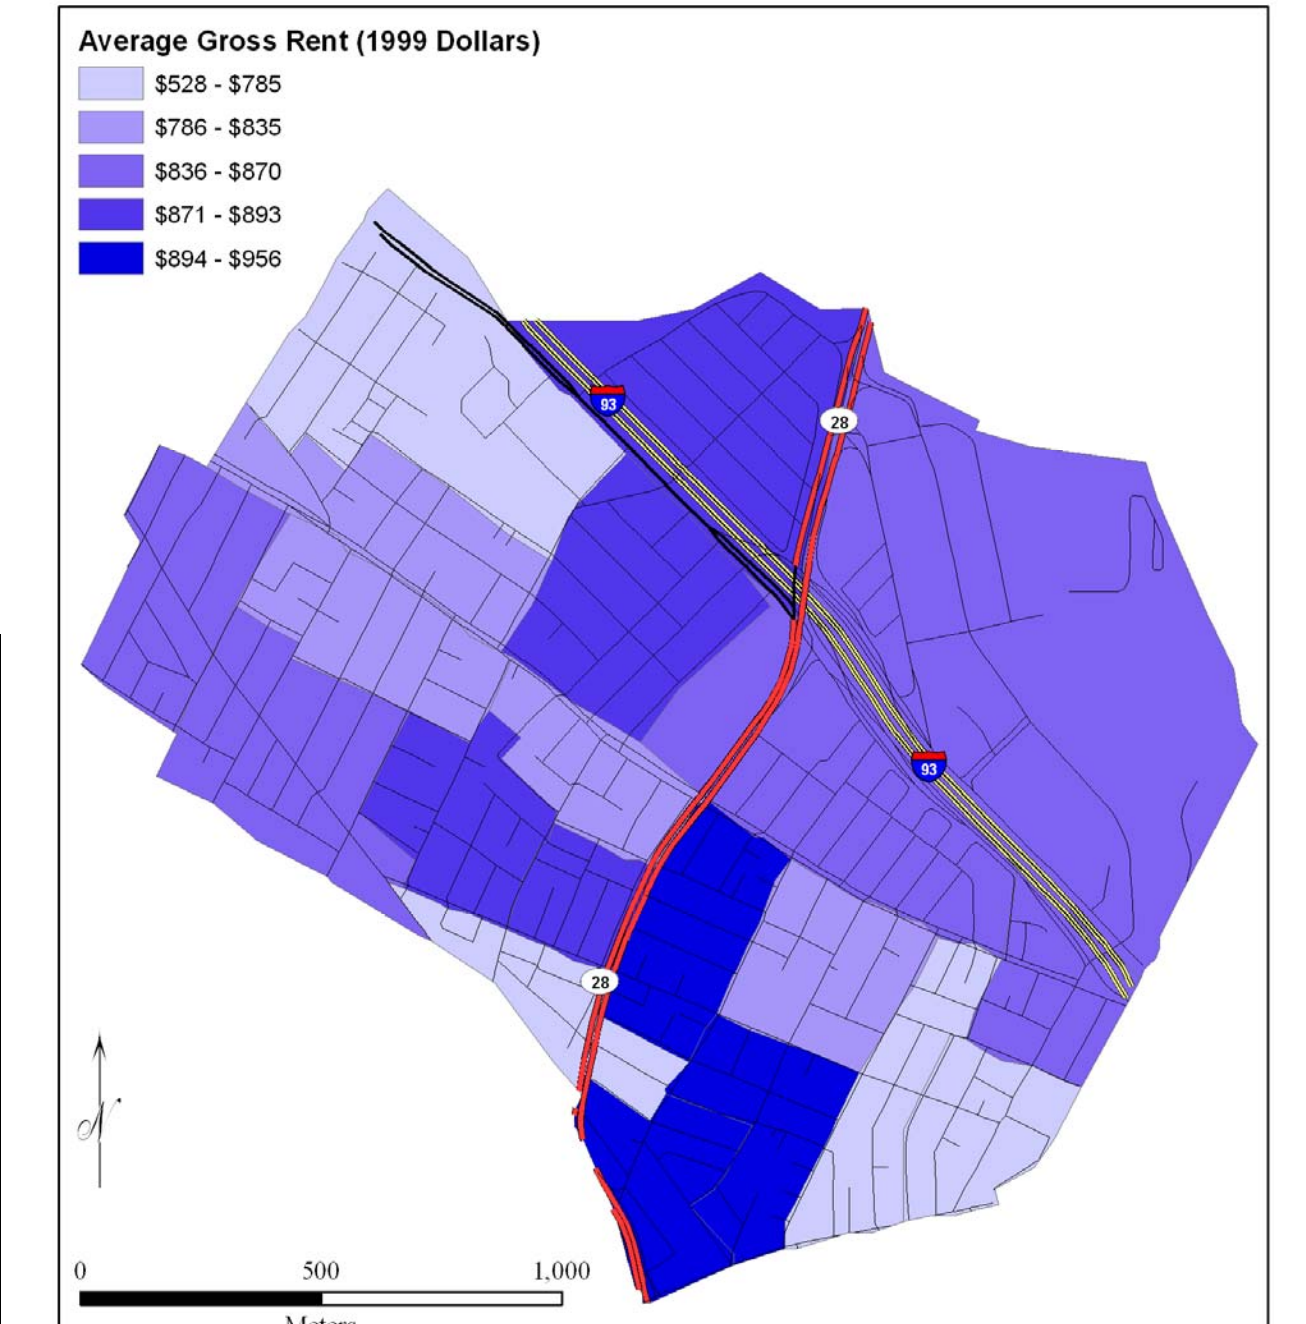 Average Gross Rent (1999 Dollars)
$528 - $785
$786 - $835
$836 - $870
$871 - $893
$894 - $956
93
28
93
28
N
0 500 1,000
Meters